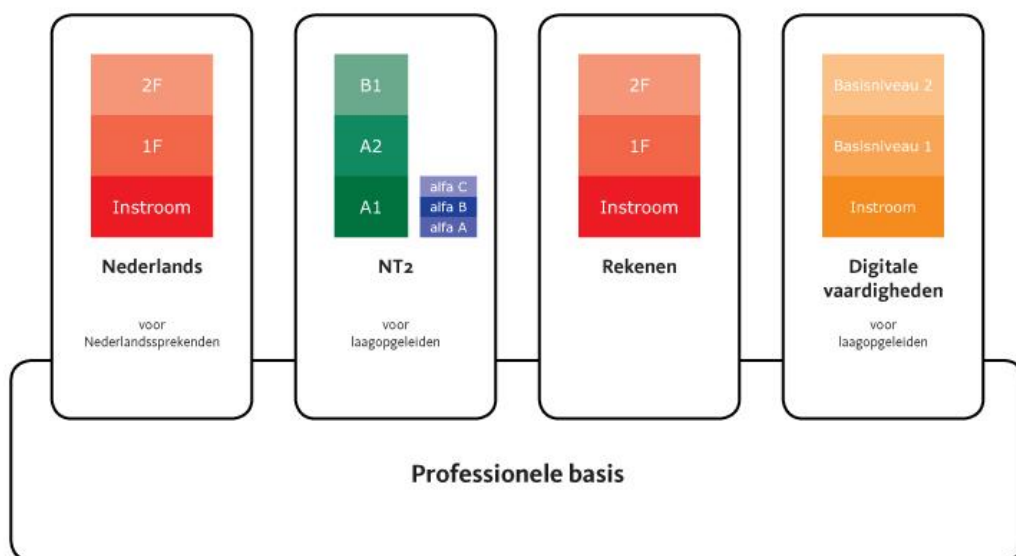 2F
1F
Instroom
Nederlands
voor
Nederlandssprekenden
B1
A2
A1
alfa C
alfa B
alfa A
NT2
voor
laagopgeleiden
2F
1F
Instroom
Rekenen
Basisniveau 2
Basisniveau 1
Instroom
Digitale
vaardigheden
voor
laagopgeleiden
Professionele basis